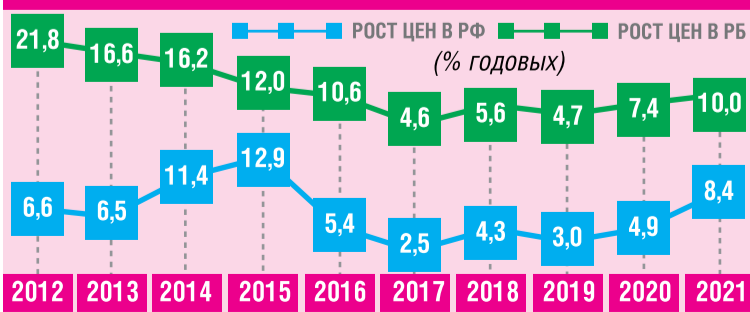 РОСТ ЦЕН В РФ РОСТ ЦЕН В РБ
(% годовых)
21,8 16,6 16,2 12,0 10,6 4,6 5,6 4,7 7,4 10,0
6,6 6,5 11,4 12,9 5,4 2,5 4,3 3,0 4,9 8,4
2012 2013 2014 2015 2016 2017 2018 2019 2020 2021